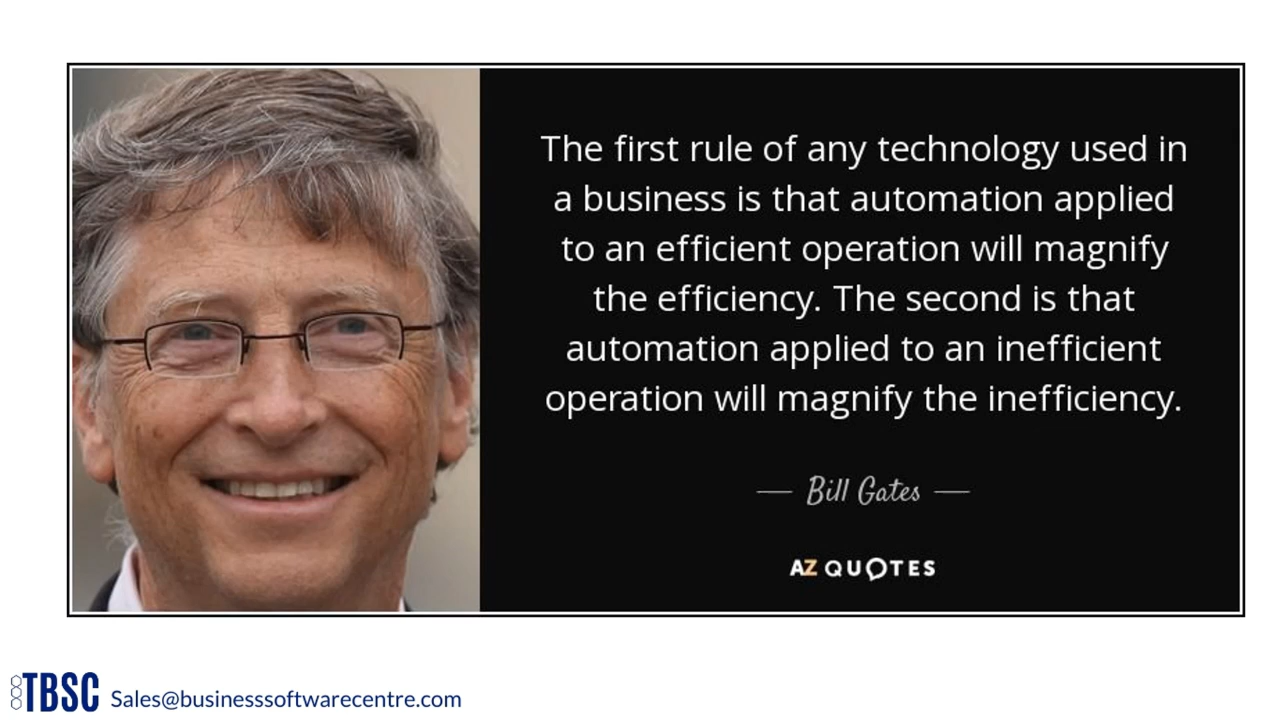 The first rule of any technology used in
a business is that automation applied
to an efficient operation will magnify
the efficiency. The second is that
automation applied to an inefficient
operation will magnify the inefficiency.
— Bill Gates —
AZ QUOTES
TBSC Sales@businesssoftwarecentre.com